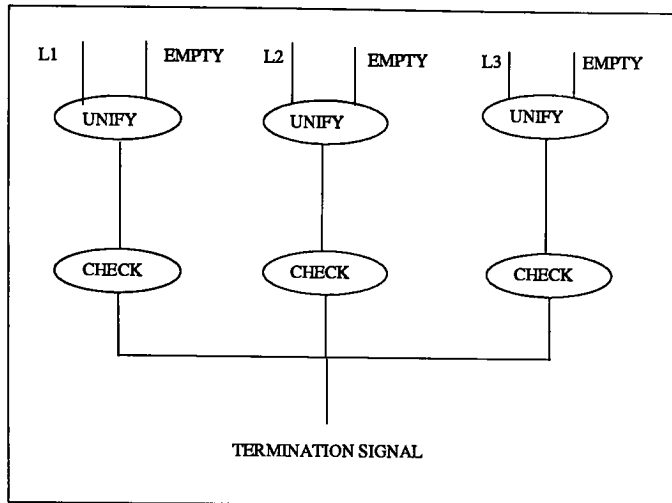 L1 EMPTY L2 EMPTY L3 EMPTY
UNIFY UNIFY UNIFY
CHECK CHECK CHECK
TERMINATION SIGNAL